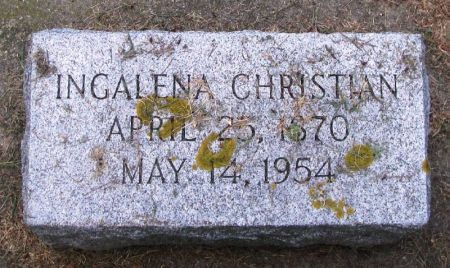 INGALENA CHRISTIAN
APRIL 25, 1870
MAY 14, 1954